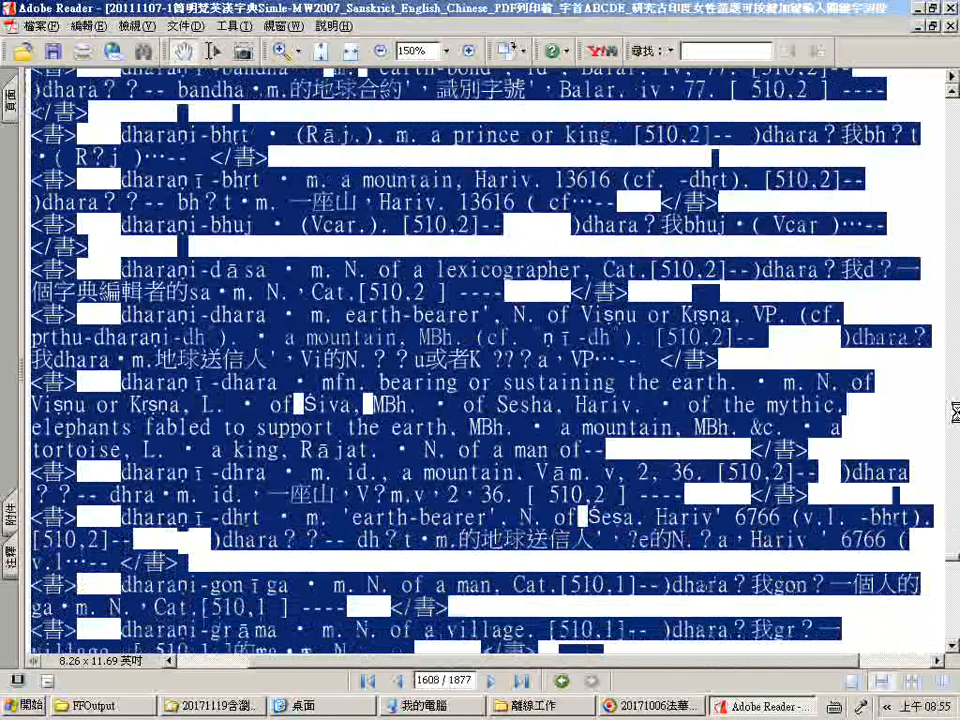 Adobe Reader - [20111107-1簡明梵英漢字典Simle-MW2007_Sanskrict_English_Chinese_PDF列印檔_字首ABCDE_研究古印度女性議題可按
檔案(F) 編輯(E) 檢視(V) 文件(D) 工具(T) 視窗(W) 說明(H)
150% 尋找：
頁面
)dhara？？-- bandha‧m.的地球合約'，識別字號'，Balar. iv，77. [ 510,2 ] ----
</書>
<書> dharaṇi-bhṛt ‧ (Rāj.), m. a prince or king. [510,2]-- )dhara？我bh？t
‧( R？j )…-- </書>
<書> dharaṇī-bhṛt ‧ m. a mountain, Hariv. 13616 (cf. -dhṛt). [510,2]--
)dhara？？-- bh？t‧m. 一座山，Hariv. 13616 ( cf…-- </書>
<書> dharaṇi-bhuj ‧ (Vcar.). [510,2]-- )dhara？我bhuj‧( Vcar )…--
</書>
<書> dharaṇi-dāsa ‧ m. N. of a lexicographer, Cat.[510,2]--)dhara？我d？一
個字典編輯者的sa‧m. N.，Cat.[510,2 ] ---- </書>
<書> dharaṇi-dhara ‧ m. earth-bearer', N. of Viṣṇu or Kṛṣṇa, VP. (cf.
pṛthu-dharaṇi-dh˚). ‧ a mountain, MBh. (cf. ˚ṇī-dh˚). [510,2]-- )dhara？
我dhara‧m.地球送信人'，Vi的N.？？u或者K ???a，VP…-- </書>
<書> dharaṇī-dhara ‧ mfn. bearing or sustaining the earth. ‧ m. N. of
Viṣṇu or Kṛṣṇa, L. ‧ of Śiva, MBh. ‧ of Sesha, Hariv. ‧ of the mythic.
elephants fabled to support the earth, MBh. ‧ a mountain, MBh. &c. ‧ a
tortoise, L. ‧ a king, Rājat. ‧ N. of a man of-- </書>
<書> dharaṇī-dhra ‧ m. id., a mountain. Vām. v, 2, 36. [510,2]-- )dhara
？？-- dhra‧m. id.，一座山，V？m.v，2，36. [ 510,2 ] ---- </書>
<書> dharaṇī-dhṛt ‧ m. 'earth-bearer', N. of Śeṣa. Hariv' 6766 (v.l. -bhṛt).
[510,2]-- )dhara？？-- dh？t‧m.的地球送信人'，?e的N.？a，Hariv ' 6766 (
v.l…-- </書>
<書> dharaṇi-gonīga ‧ m. N. of a man, Cat.[510,1]--)dhara？我gon？一個人的
ga‧m. N.，Cat.[510,1 ] ---- </書>
<書> dharaṇi-grāma ‧ m. N. of a village. [510,1]--)dhara？我gr？一
附件
註釋
8.26 x 11.69 英吋
1608 / 1877
開始 FFOutput 20171119含瀏... 桌面 我的電腦 離線工作 20171006法華... Adobe Reader - [... 上午 08:55